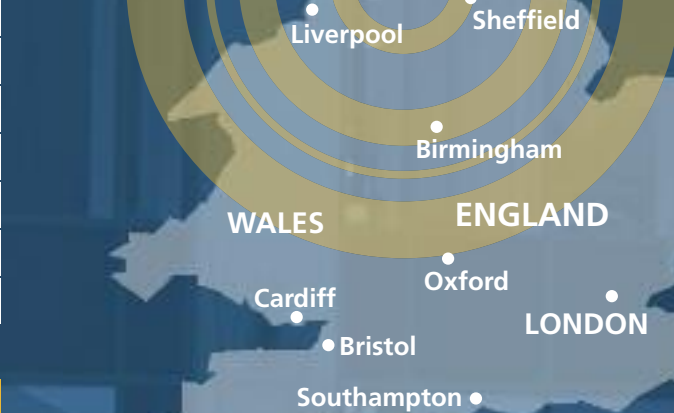 Sheffield
Liverpool
Birmingham
WALES
ENGLAND
Oxford
Cardiff
LONDON
Bristol
Southampton